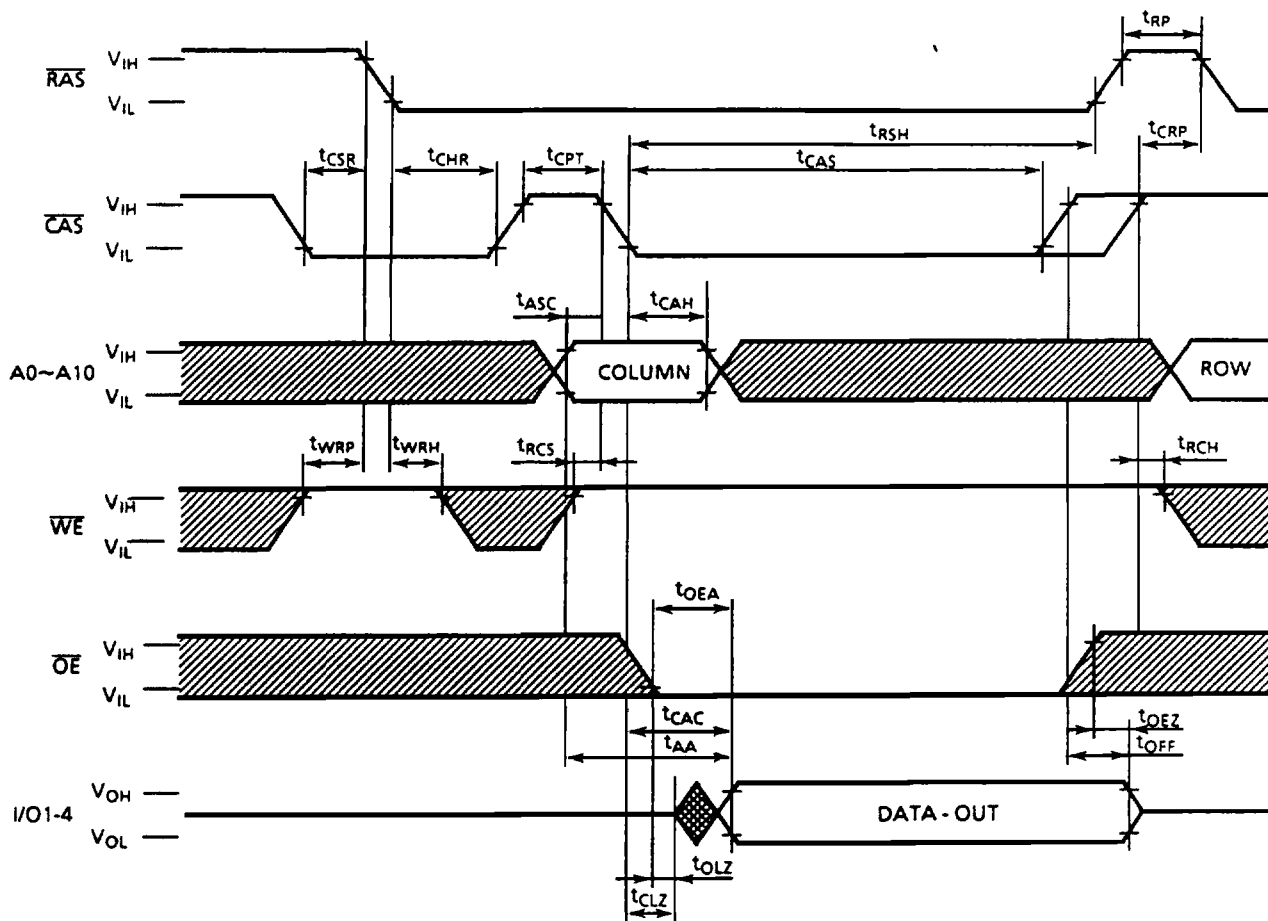 tRP
VIH
RAS
VIL
tRSH
tCRP
tCSR
tCHR
tCPT
tCAS
VIH
CAS
VIL
tASC
tCAH
VIH
A0~A10
COLUMN
ROW
VIL
tWRP
tWRH
tRCS
tRCH
VIH
WE
VIL
tOEA
VIH
OE
VIL
tCAC
tOEZ
tAA
tOFF
VOH
I/O1-4
DATA-OUT
VOL
tOLZ
tCLZ